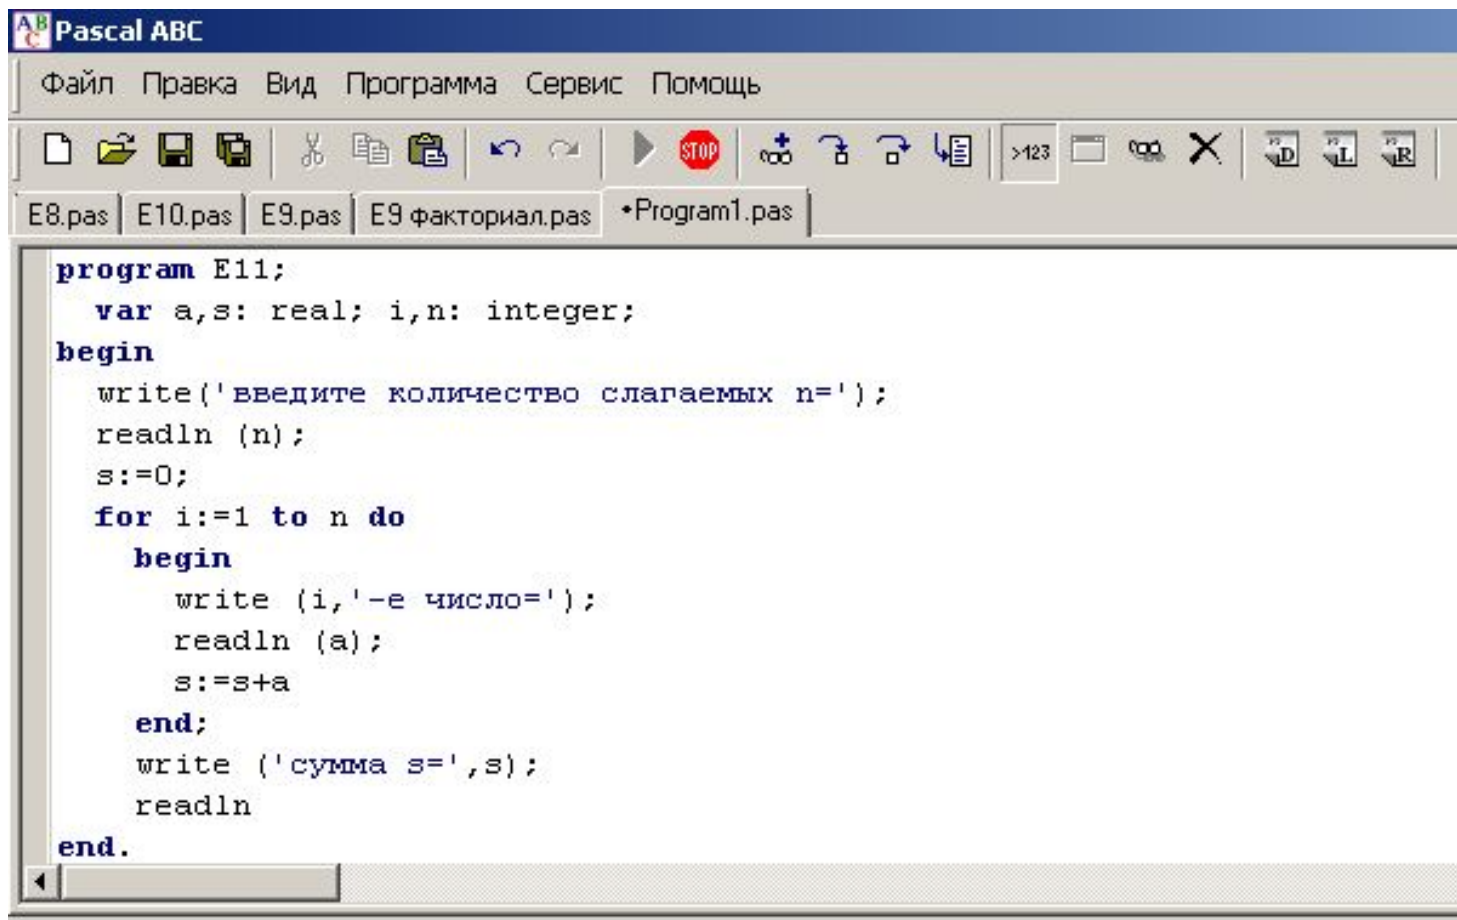 ABC Pascal ABC
Файл Правка Вид Программа Сервис Помощь
STOP >123 D L R
E8.pas E10.pas E9.pas E9 факториал.pas •Program1.pas
program E11;
var a,s: real; i,n: integer;
begin
write('введите количество слагаемых n=');
readln (n);
s:=0;
for i:=1 to n do
begin
write (i,'-е число=');
readln (a);
s:=s+a
end;
write ('сумма s=',s);
readln
end.